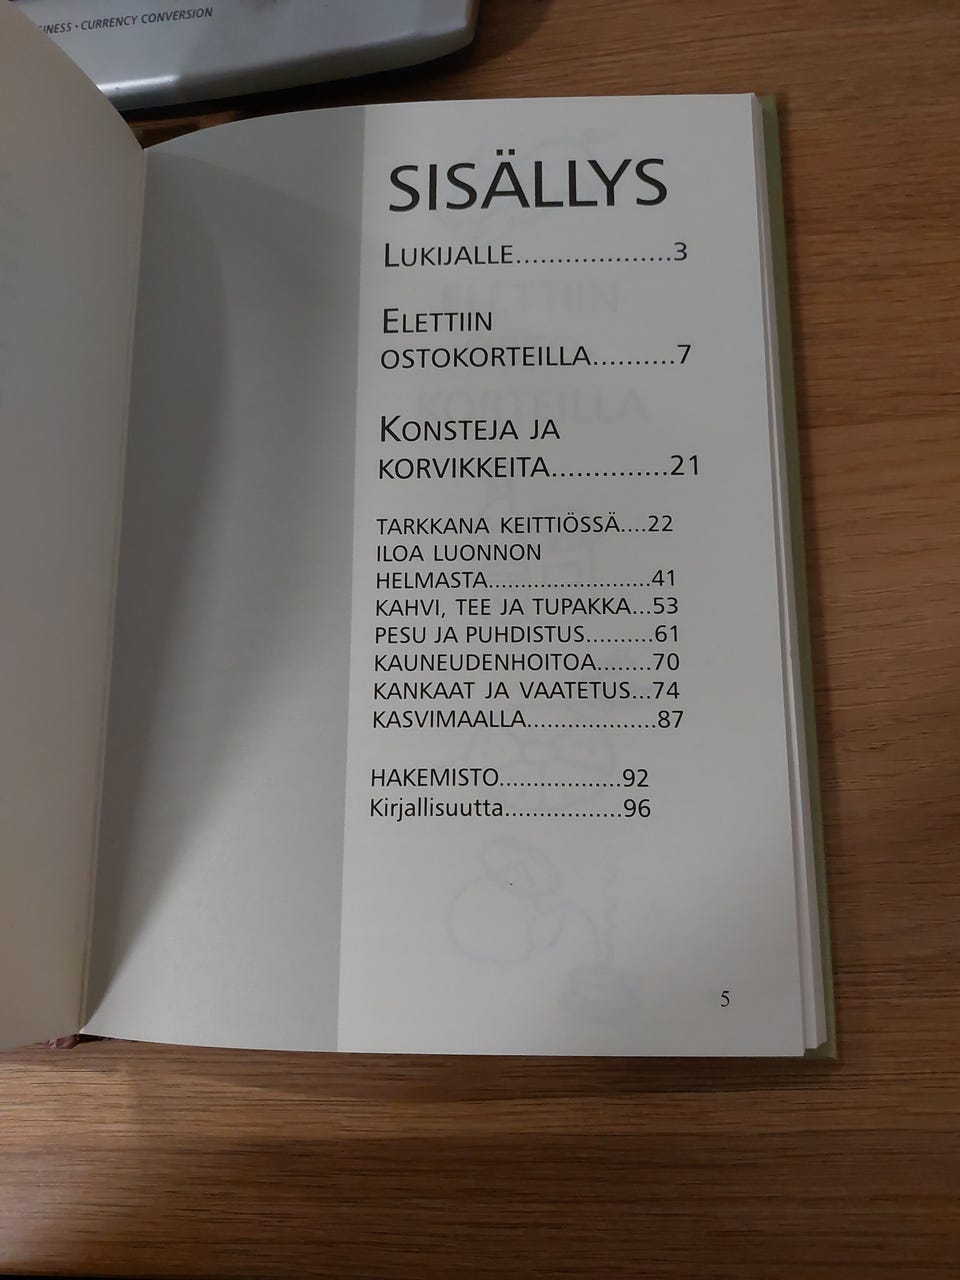 INESS • CURRENCY CONVERSION
SISÄLLYS
LUKIJALLE...................3
ELETTIIN
OSTOKORTEILLA..........7
KONSTEJA JA
KORVIKKEITA..............21
TARKKANA KEITTIÖSSÄ....22
ILOA LUONNON
HELMASTA.........................41
KAHVI, TEE JA TUPAKKA...53
PESU JA PUHDISTUS..........61
KAUNEUDENHOITOA........70
KANKAAT JA VAATETUS...74
KASVIMAALLA....................87
HAKEMISTO...................92
Kirjallisuutta..................96
5